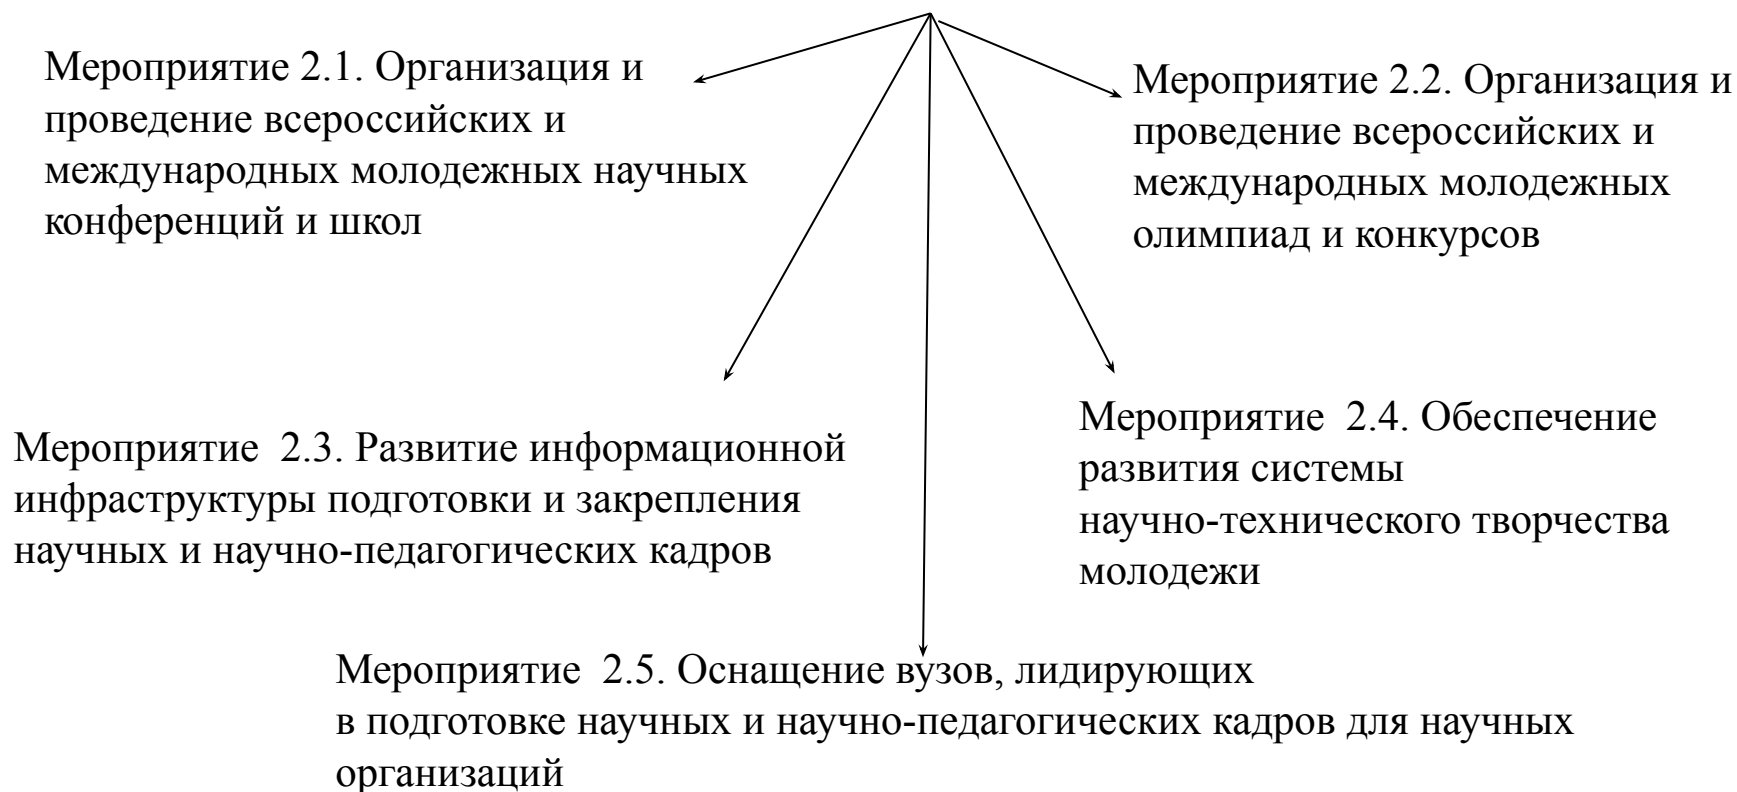 Мероприятие 2.1. Организация и
проведение всероссийских и
международных молодежных научных
конференций и школ
Мероприятие 2.2. Организация и
проведение всероссийских и
международных молодежных
олимпиад и конкурсов
Мероприятие  2.3. Развитие информационной
инфраструктуры подготовки и закрепления
научных и научно-педагогических кадров
Мероприятие  2.4. Обеспечение
развития системы
научно-технического творчества
молодежи
Мероприятие  2.5. Оснащение вузов, лидирующих
в подготовке научных и научно-педагогических кадров для научных
организаций